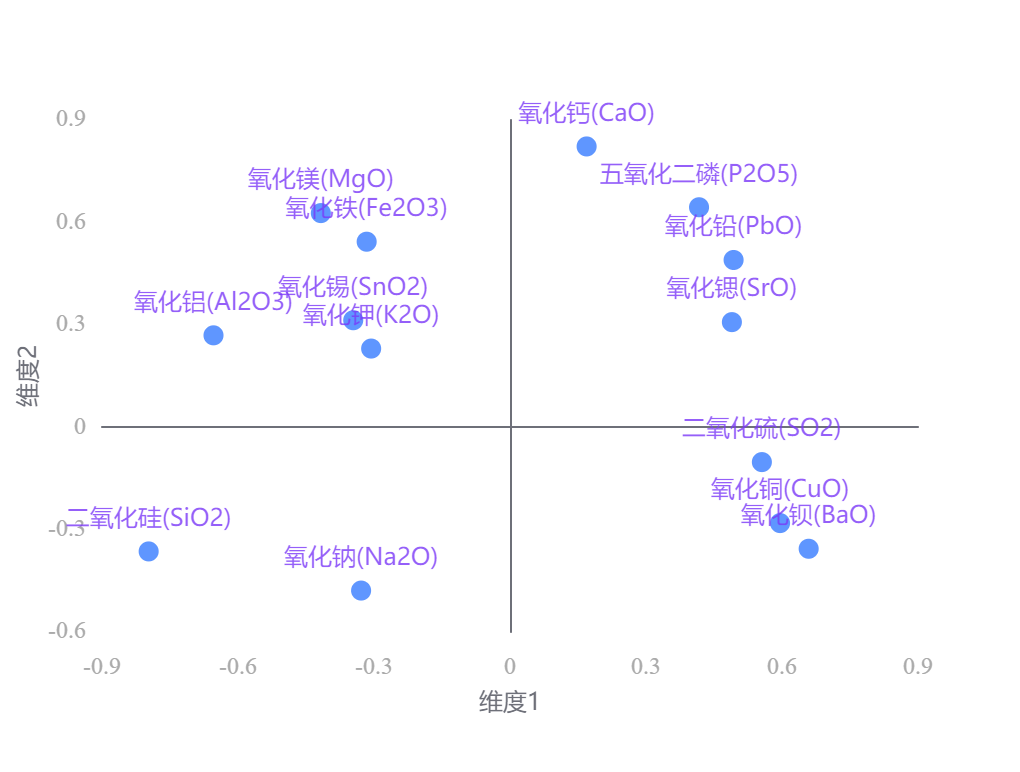 0.9
氧化钙(CaO)
五氧化二磷(P2O5)
氧化镁(MgO)
氧化铁(Fe2O3)
0.6
氧化铅(PbO)
氧化锡(SnO2)
氧化锶(SrO)
氧化铝(Al2O3)
氧化钾(K2O)
0.3
维度2
0
二氧化硫(SO2)
氧化铜(CuO)
氧化钡(BaO)
二氧化硅(SiO2)
-0.3
氧化钠(Na2O)
-0.6
-0.9 -0.6 -0.3 0 0.3 0.6 0.9
维度1